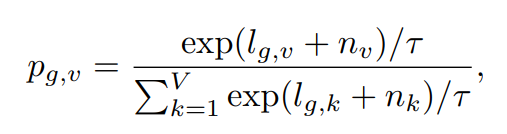 p_{g,v} = \frac{\exp(l_{g,v} + n_v)/\tau}{\sum_{k=1}^{V} \exp(l_{g,k} + n_k)/\tau},